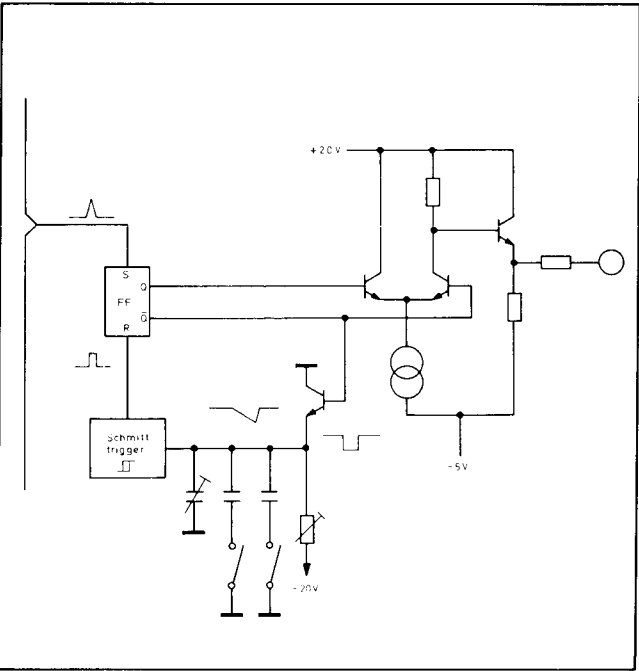 +20V
S
Q
FF
Q̄
R
Schmitt
trigger
-5V
-20V